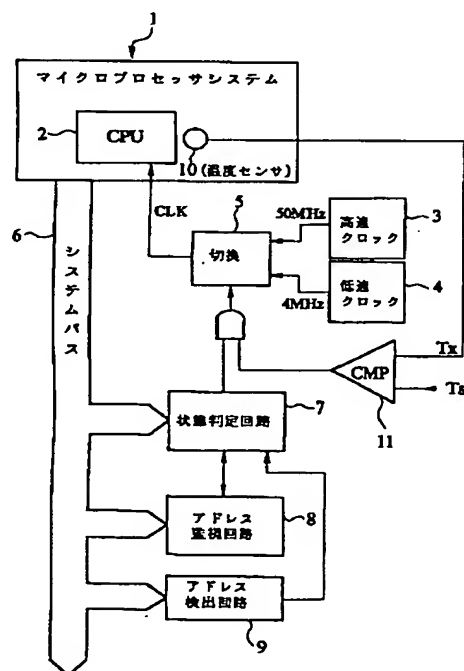 1
マイクロプロセッサシステム
2
CPU
10(温度センサ)
6
システムバス
CLK
5
切換
50MHz
高速
クロック
3
4MHz
低速
クロック
4
Tx
CMP
Ts
11
状態判定回路
7
アドレス
監視回路
8
アドレス
検出回路
9